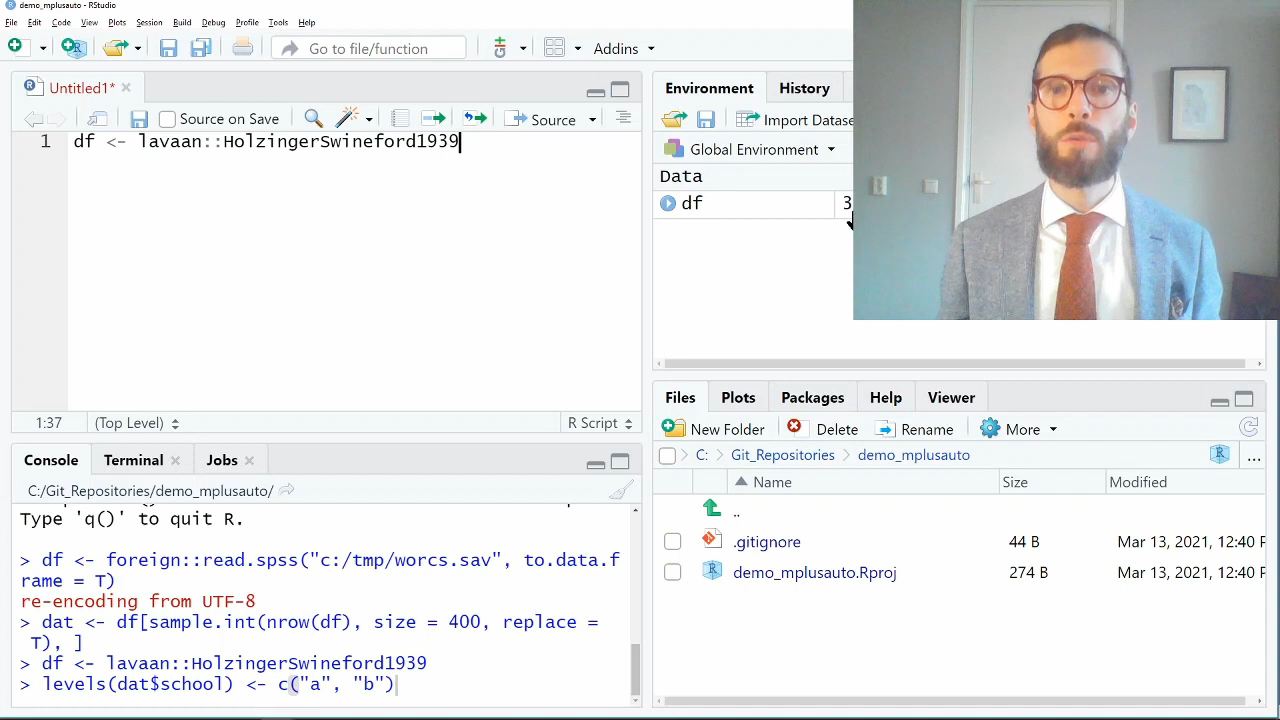 demo_mplusauto - RStudio
File Edit Code View Plots Session Build Debug Profile Tools Help
Go to file/function Addins
Untitled1*
Source on Save Source
1 df <- lavaan::HolzingerSwineford1939
1:37 (Top Level) R Script
Console Terminal Jobs
C:/Git_Repositories/demo_mplusauto/
Type 'q()' to quit R.
> df <- foreign::read.spss("c:/tmp/worcs.sav", to.data.f
rame = T)
re-encoding from UTF-8
> dat <- df[sample.int(nrow(df), size = 400, replace =
T), ]
> df <- lavaan::HolzingerSwineford1939
> levels(dat$school) <- c("a", "b")
Environment History
Import Datase
Global Environment
Data
df 3
Files Plots Packages Help Viewer
New Folder Delete Rename More
C: Git_Repositories demo_mplusauto ...
Name Size Modified
..
.gitignore 44 B Mar 13, 2021, 12:40 P
demo_mplusauto.Rproj 274 B Mar 13, 2021, 12:40 P